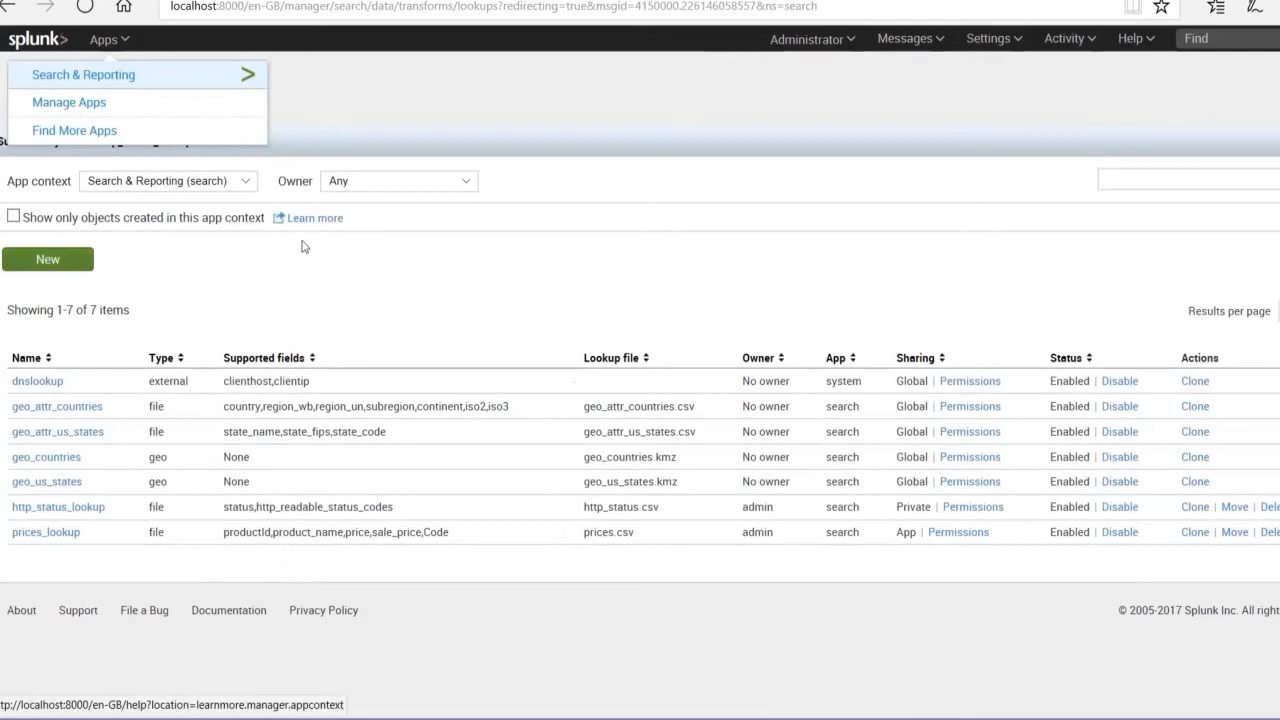 localhost:8000/en-GB/manager/search/data/transforms/lookups?redirecting=true&msgid=4150000.226146058557&ns=search
splunk> Apps Administrator Messages Settings Activity Help Find
Search & Reporting >
Manage Apps
Find More Apps
App context Search & Reporting (search) Owner Any
Show only objects created in this app context Learn more
New
Showing 1-7 of 7 items
Results per page
Name Type Supported fields Lookup file Owner App Sharing Status Actions
dnslookup external clienthost,clientip No owner system Global | Permissions Enabled | Disable Clone
geo_attr_countries file country,region_wb,region_un,subregion,continent,iso2,iso3 geo_attr_countries.csv No owner search Global | Permissions Enabled | Disable Clone
geo_attr_us_states file state_name,state_fips,state_code geo_attr_us_states.csv No owner search Global | Permissions Enabled | Disable Clone
geo_countries geo None geo_countries.kmz No owner search Global | Permissions Enabled | Disable Clone
geo_us_states geo None geo_us_states.kmz No owner search Global | Permissions Enabled | Disable Clone
http_status_lookup file status,http_readable_status_codes http_status.csv admin search Private | Permissions Enabled | Disable Clone | Move | Dele
prices_lookup file productId,product_name,price,sale_price,Code prices.csv admin search App | Permissions Enabled | Disable Clone | Move | Dele
About Support File a Bug Documentation Privacy Policy © 2005-2017 Splunk Inc. All right
tp://localhost:8000/en-GB/help?location=learnmore.manager.appcontext